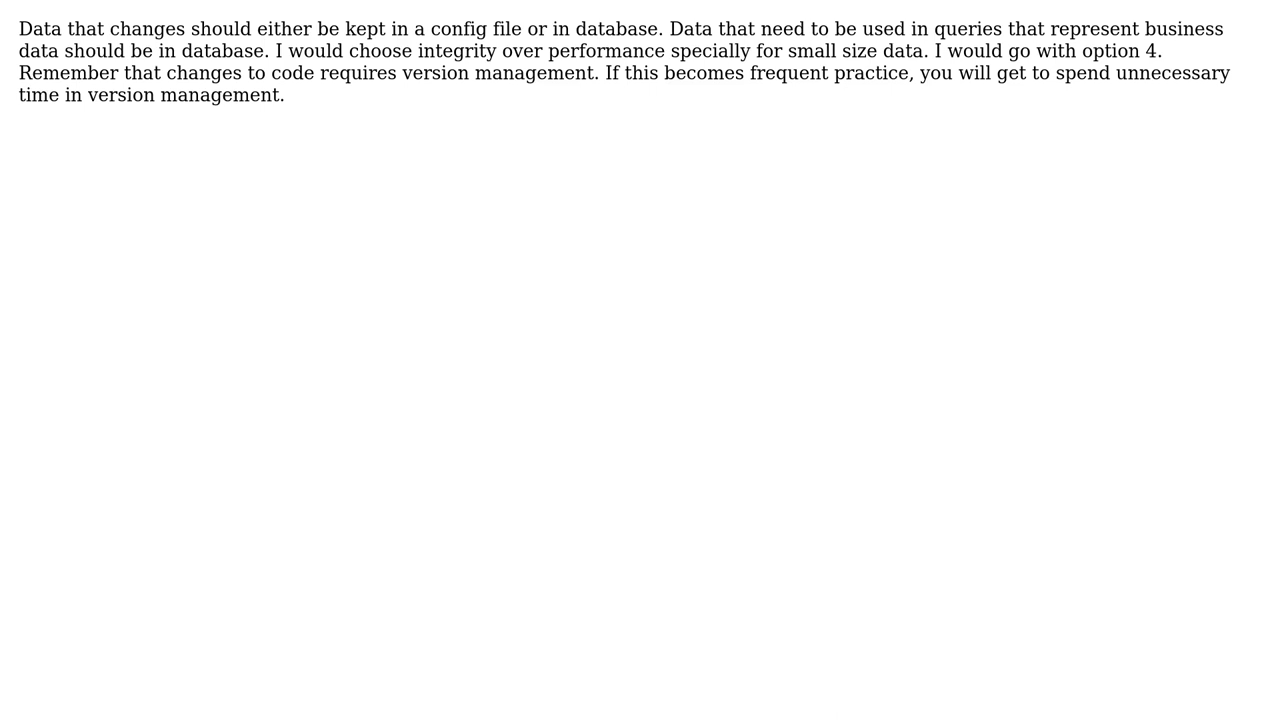 Data that changes should either be kept in a config file or in database. Data that need to be used in queries that represent business
data should be in database. I would choose integrity over performance specially for small size data. I would go with option 4.
Remember that changes to code requires version management. If this becomes frequent practice, you will get to spend unnecessary
time in version management.